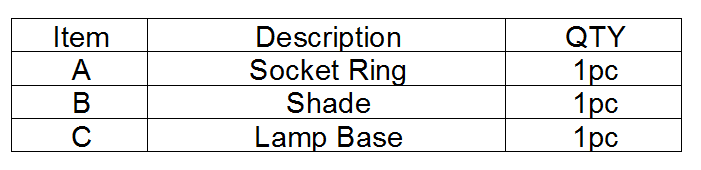 Item Description QTY
A Socket Ring 1pc
B Shade 1pc
C Lamp Base 1pc